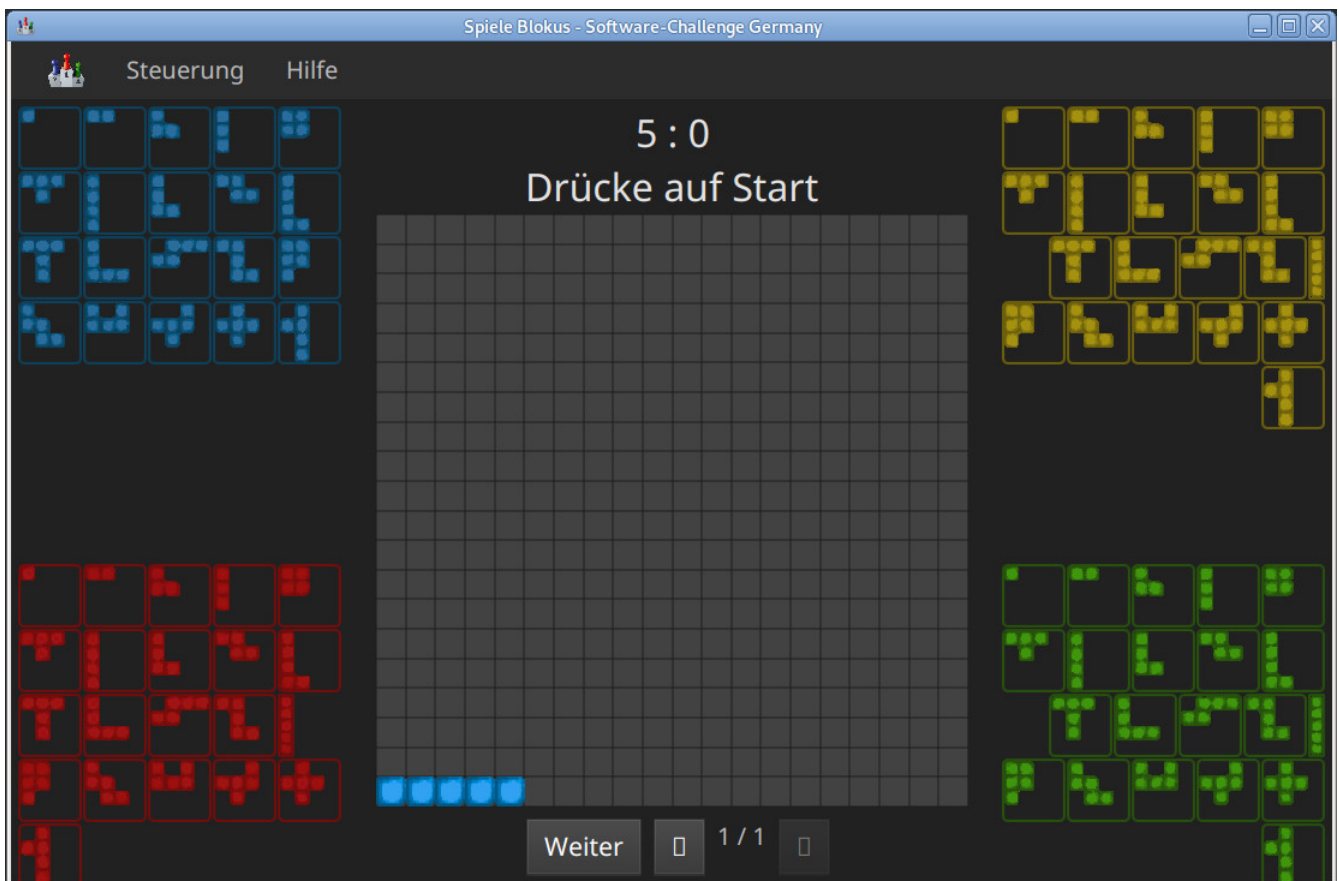 Spiele Blokus - Software-Challenge Germany
Steuerung Hilfe
5 : 0
Drücke auf Start
Weiter 1 / 1